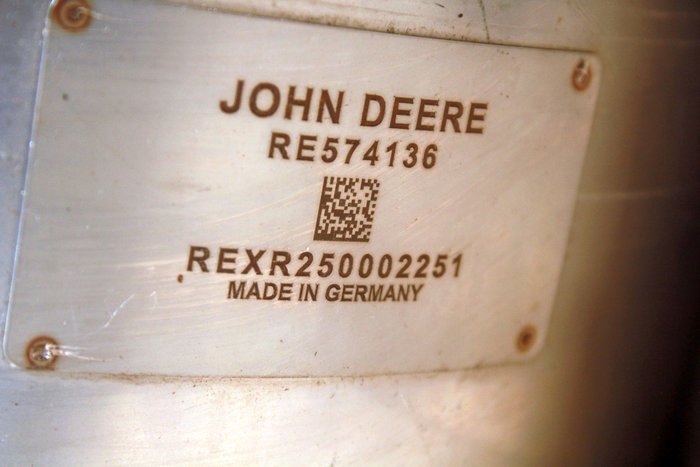 JOHN DEERE
RE574136
REXR250002251
MADE IN GERMANY